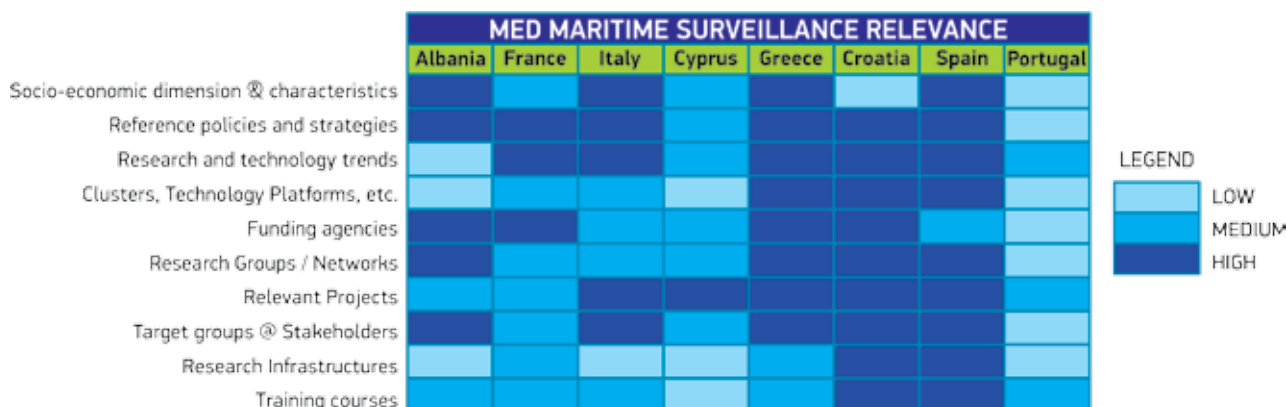 MED MARITIME SURVEILLANCE RELEVANCE
Albania France Italy Cyprus Greece Croatia Spain Portugal
Socio-economic dimension & characteristics
Reference policies and strategies
Research and technology trends
Clusters, Technology Platforms, etc.
Funding agencies
Research Groups / Networks
Relevant Projects
Target groups @ Stakeholders
Research Infrastructures
Training courses
LEGEND
LOW
MEDIUM
HIGH